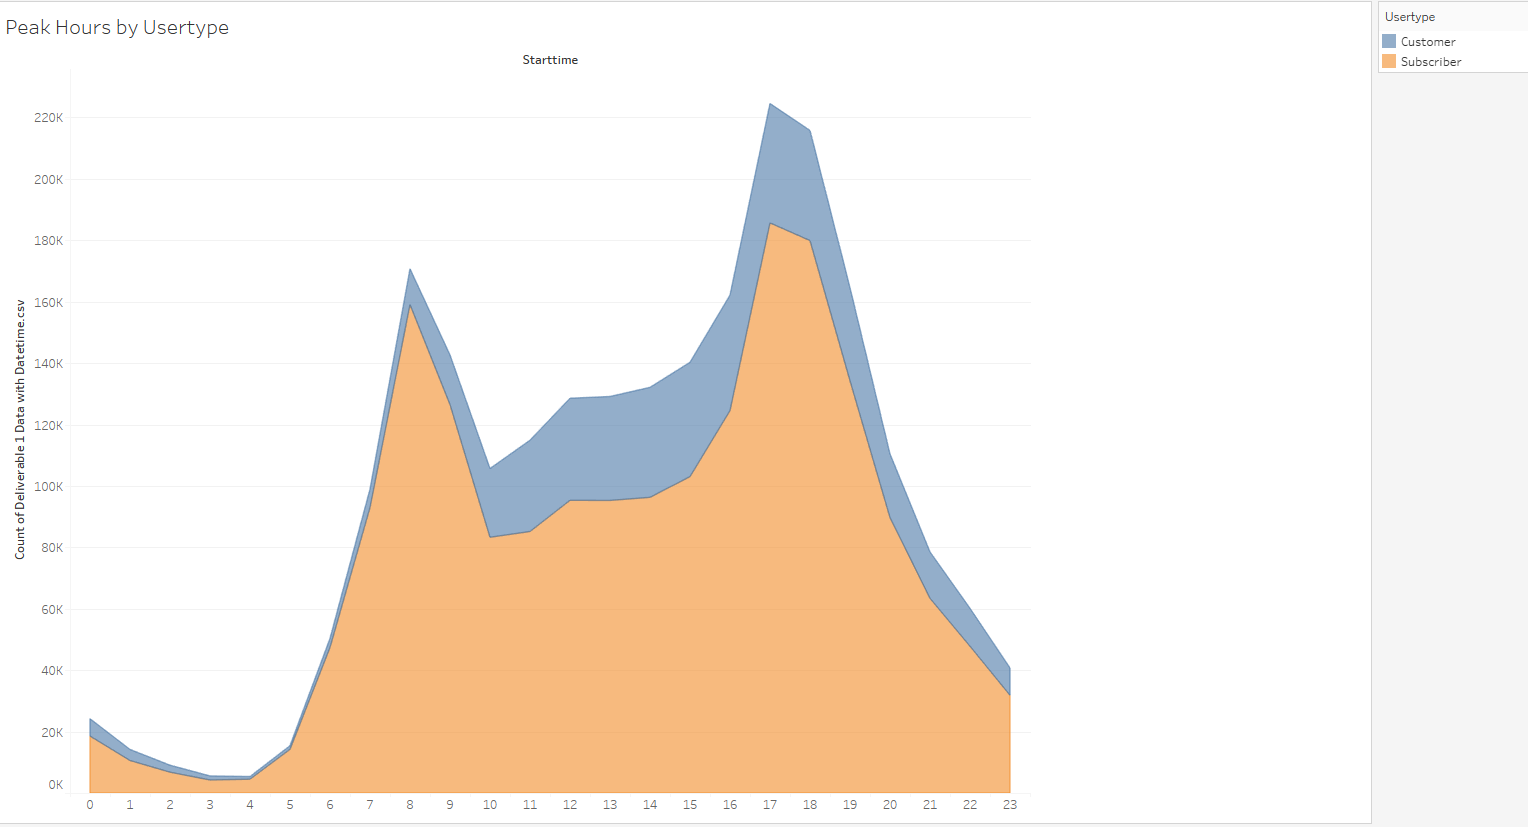 Peak Hours by Usertype
Starttime
Count of Deliverable 1 Data with Datetime.csv
220K
200K
180K
160K
140K
120K
100K
80K
60K
40K
20K
0K
0 1 2 3 4 5 6 7 8 9 10 11 12 13 14 15 16 17 18 19 20 21 22 23
Usertype
Customer
Subscriber